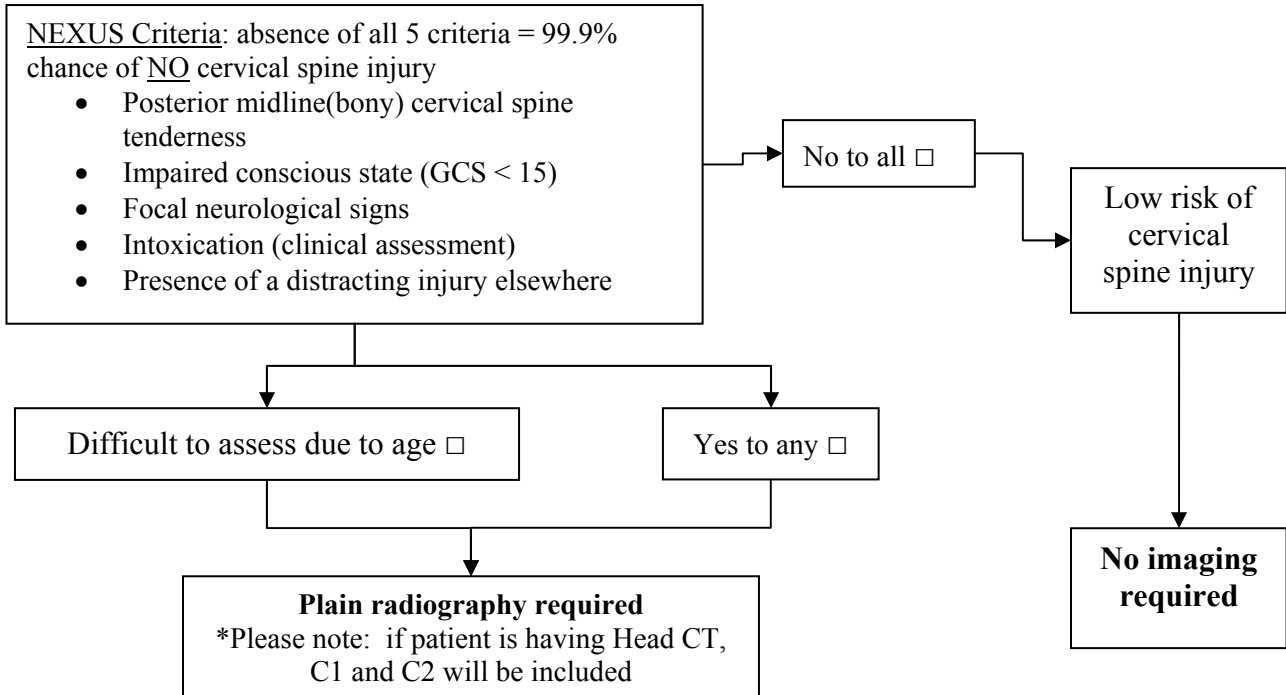 NEXUS Criteria: absence of all 5 criteria = 99.9%
chance of NO cervical spine injury
• Posterior midline(bony) cervical spine
tenderness
• Impaired conscious state (GCS < 15)
• Focal neurological signs
• Intoxication (clinical assessment)
• Presence of a distracting injury elsewhere
No to all □
Low risk of
cervical
spine injury
Difficult to assess due to age □
Yes to any □
No imaging
required
Plain radiography required
*Please note: if patient is having Head CT,
C1 and C2 will be included